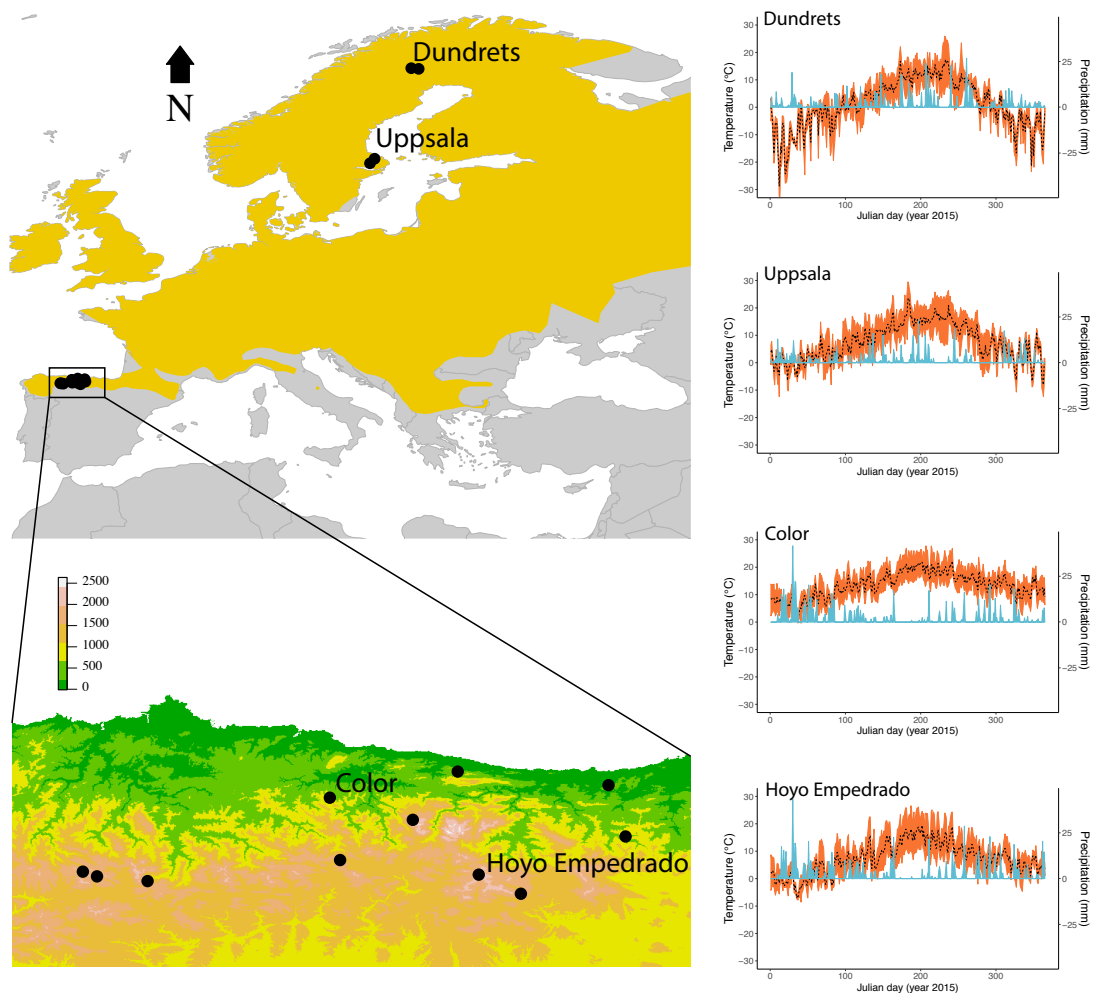 Dundrets
N
Uppsala
2500
2000
1500
1000
500
0
Color
Hoyo Empedrado
Dundrets
30
20
10
0
−10
−20
−30
Temperature (°C)
25
0
−25
Precipitation (mm)
0
100
200
300
Julian day (year 2015)
Uppsala
30
20
10
0
−10
−20
−30
Temperature (°C)
25
0
−25
Precipitation (mm)
0
100
200
300
Julian day (year 2015)
Color
30
20
10
0
−10
−20
−30
Temperature (°C)
25
0
−25
Precipitation (mm)
0
100
200
300
Julian day (year 2015)
Hoyo Empedrado
30
20
10
0
−10
−20
−30
Temperature (°C)
25
0
−25
Precipitation (mm)
0
100
200
300
Julian day (year 2015)